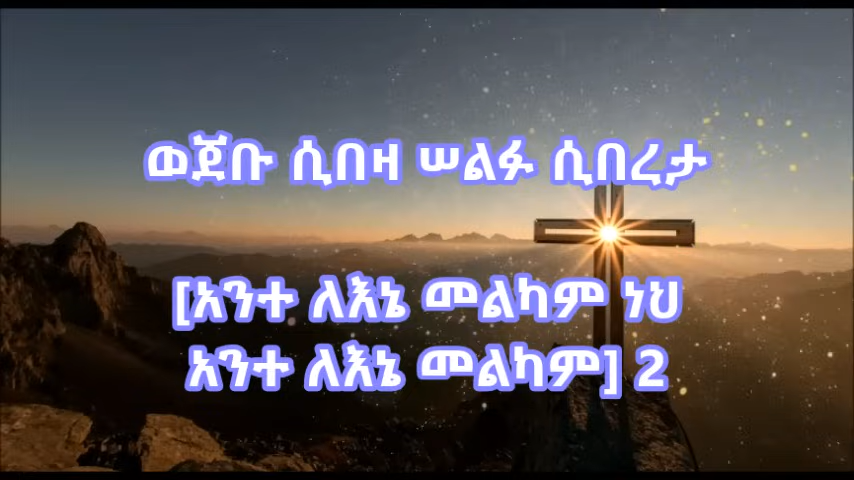 ወጀቡ ሲበዛ ሠልፉ ሲበረታ
[አንተ ለእኔ መልካም ነህ
አንተ ለእኔ መልካም] 2